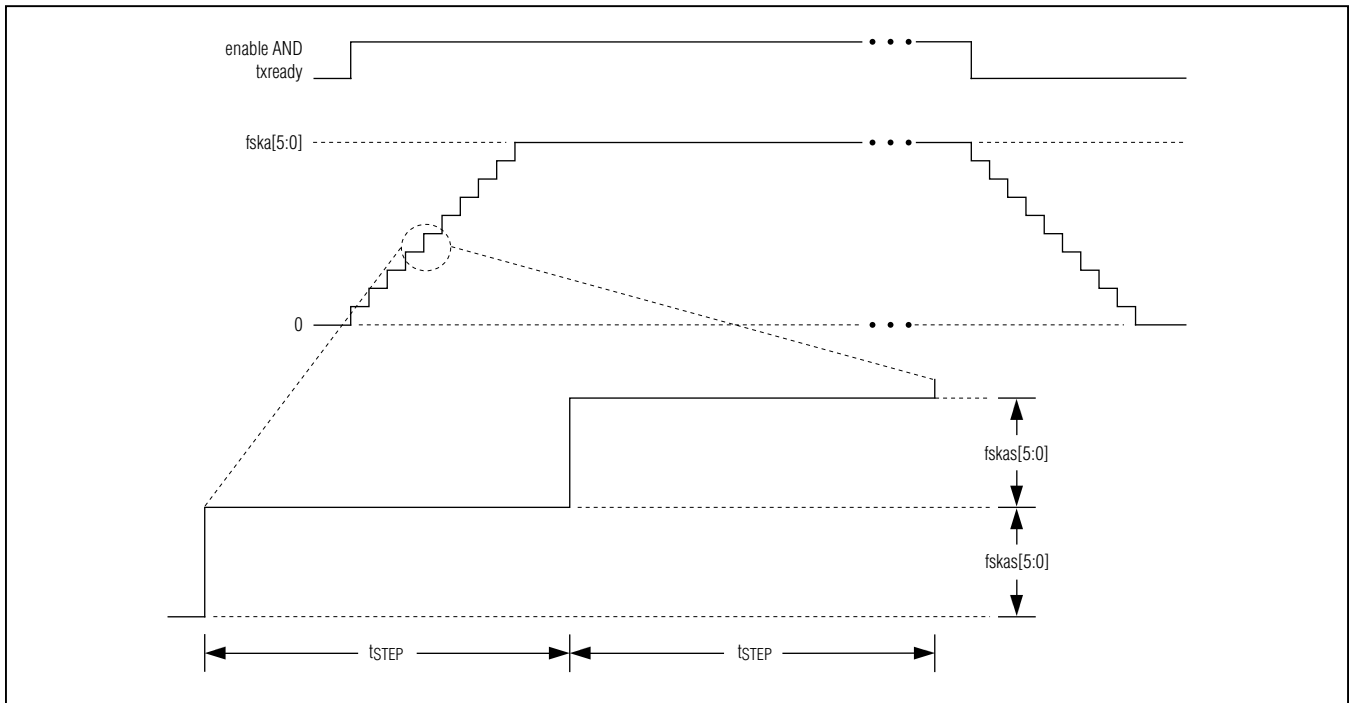 enable AND
txready
fska[5:0]
0
fskas[5:0]
fskas[5:0]
tSTEP
tSTEP